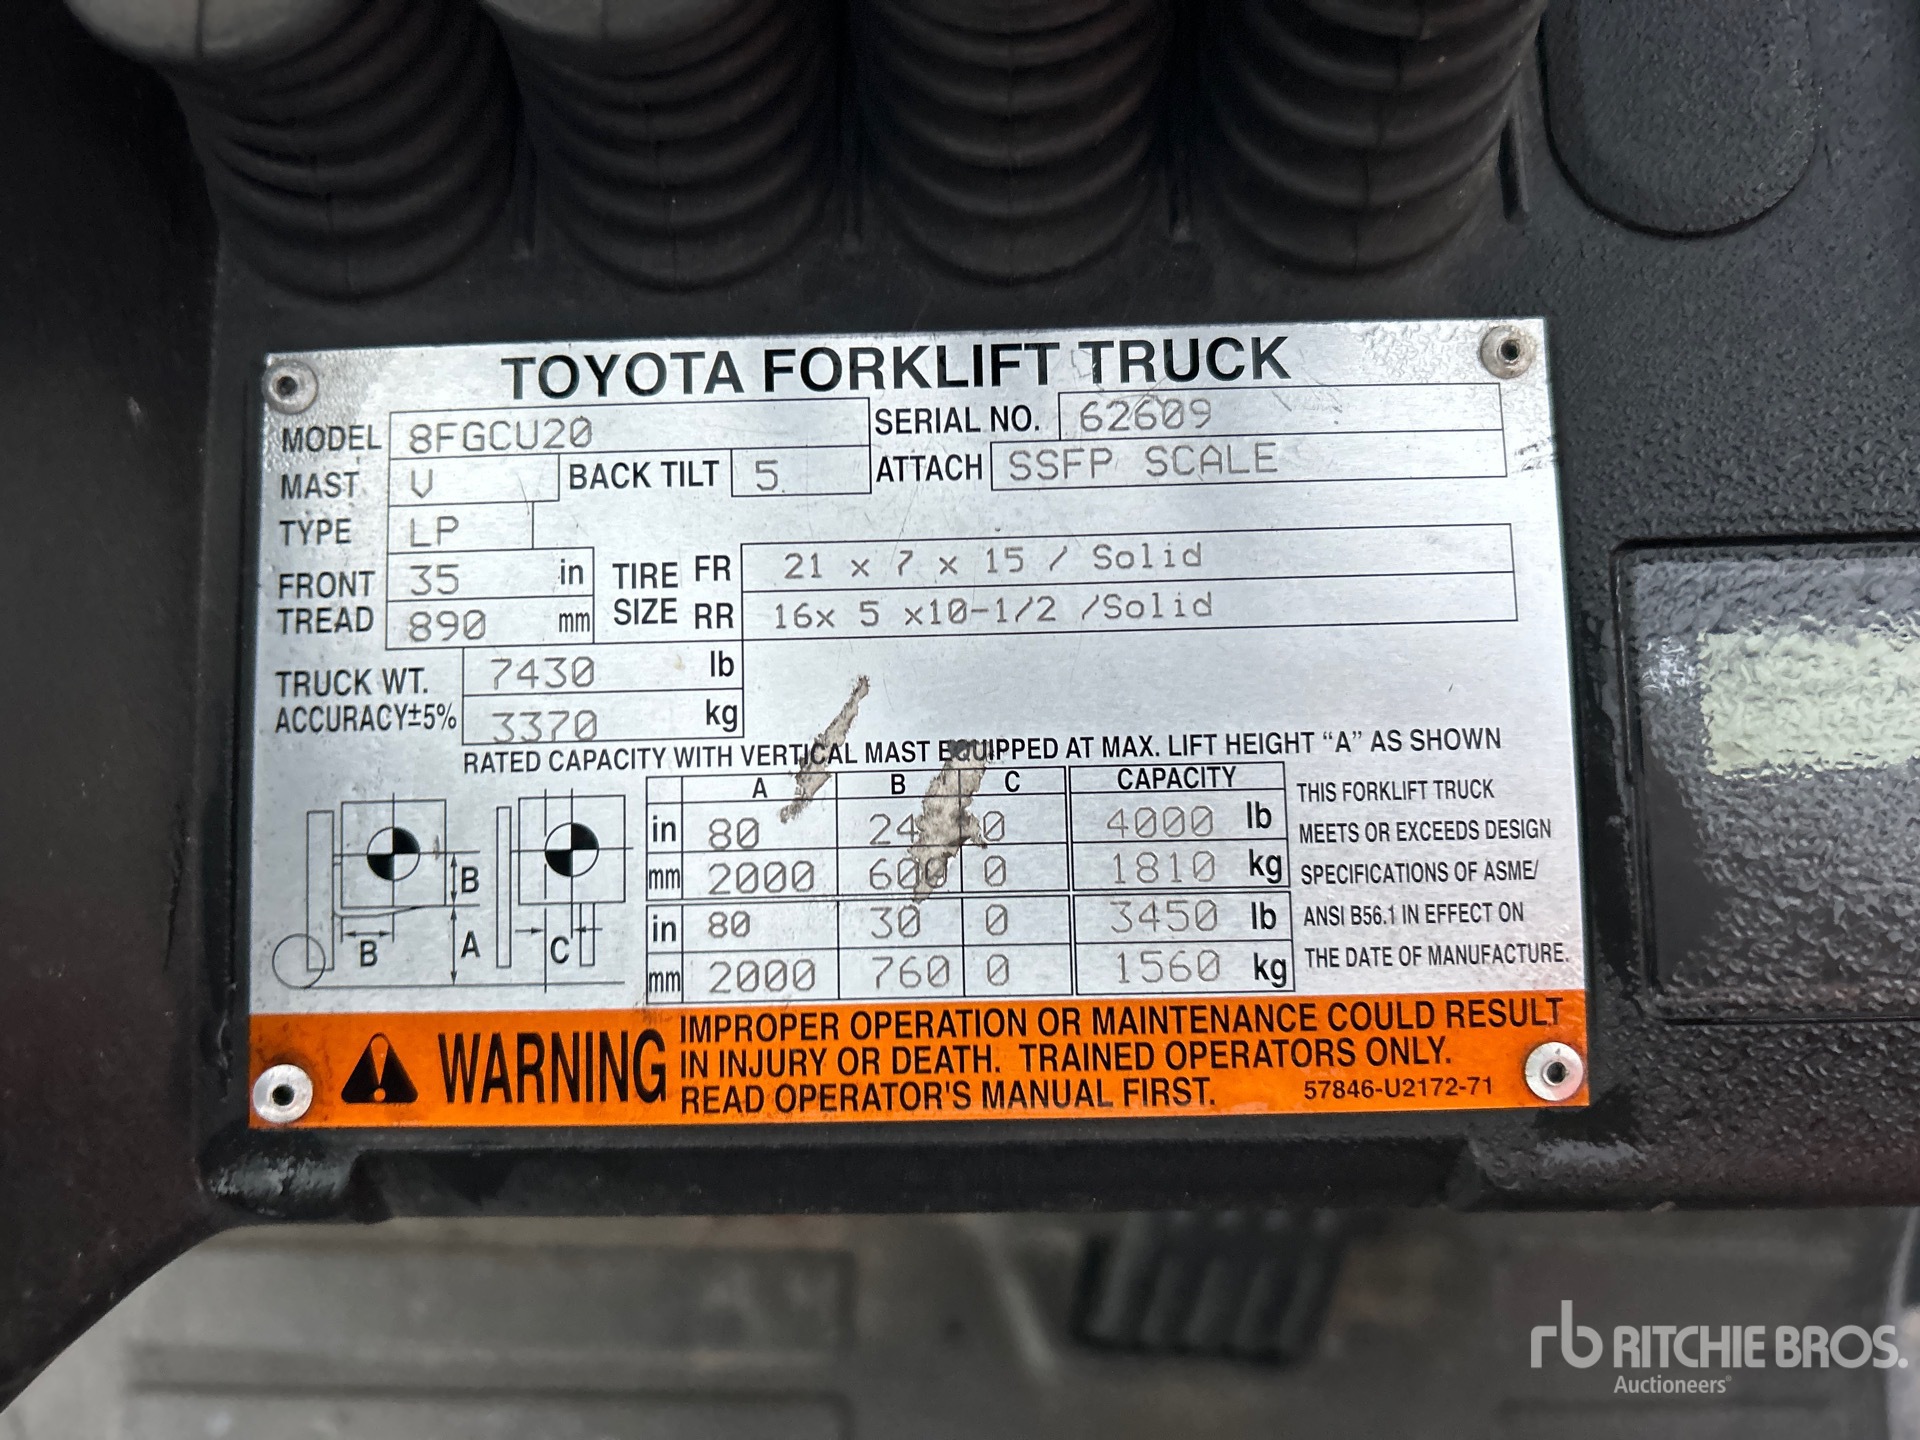 TOYOTA FORKLIFT TRUCK
MODEL 8FGCU20 SERIAL NO. 62609
MAST V BACK TILT 5 ATTACH SSFP SCALE
TYPE LP
FRONT TREAD 35 in TIRE SIZE FR 21 x 7 x 15 / Solid
890 mm RR 16x 5 x10-1/2 /Solid
TRUCK WT. 7430 lb
ACCURACY±5% 3370 kg
RATED CAPACITY WITH VERTICAL MAST EQUIPPED AT MAX. LIFT HEIGHT "A" AS SHOWN
A B C CAPACITY
in 80 24 0 4000 lb
mm 2000 600 0 1810 kg
in 80 30 0 3450 lb
mm 2000 760 0 1560 kg
B
B A C
THIS FORKLIFT TRUCK
MEETS OR EXCEEDS DESIGN
SPECIFICATIONS OF ASME/
ANSI B56.1 IN EFFECT ON
THE DATE OF MANUFACTURE.
WARNING
IMPROPER OPERATION OR MAINTENANCE COULD RESULT
IN INJURY OR DEATH. TRAINED OPERATORS ONLY.
READ OPERATOR'S MANUAL FIRST. 57846-U2172-71
rb RITCHIE BROS.
Auctioneers